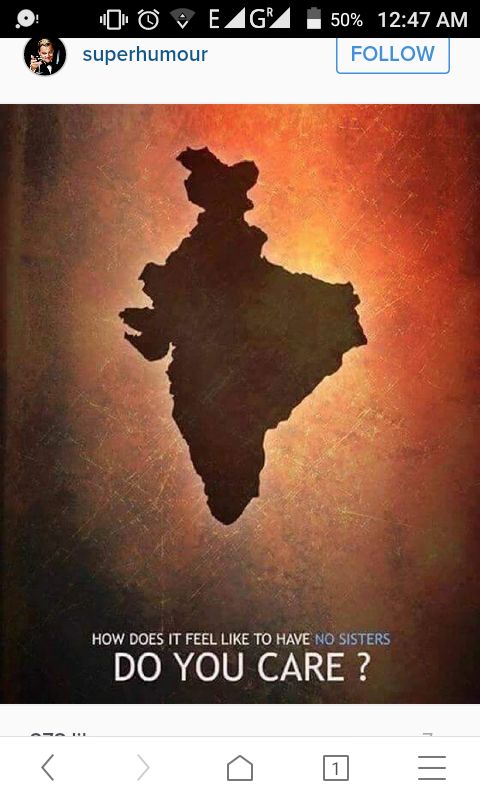 E G R 50% 12:47 AM
superhumour
FOLLOW
HOW DOES IT FEEL LIKE TO HAVE NO SISTERS
DO YOU CARE ?
1